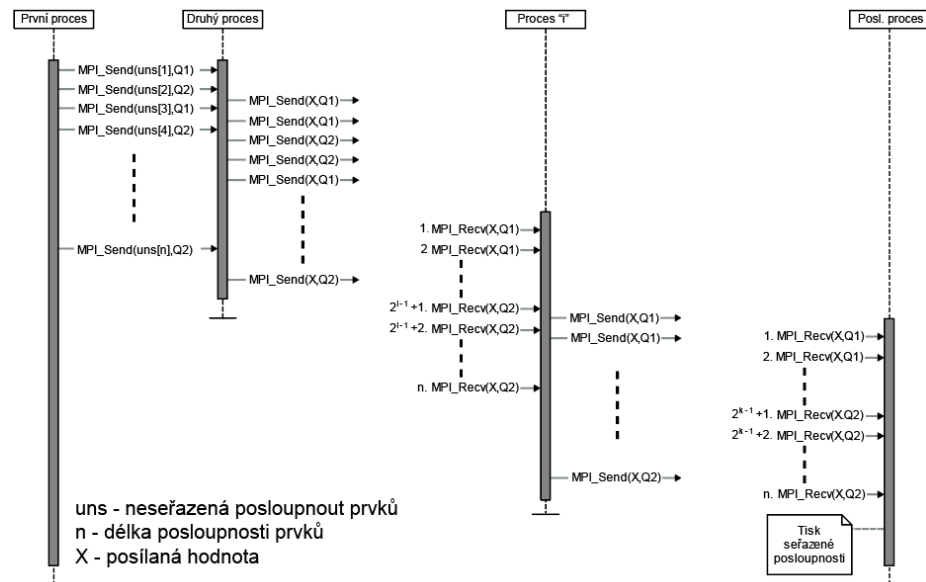 První proces
Druhý proces
Proces "i"
Posl. proces
MPI_Send(uns[1],Q1)
MPI_Send(uns[2],Q2)
MPI_Send(uns[3],Q1)
MPI_Send(uns[4],Q2)
MPI_Send(uns[n],Q2)
MPI_Send(X,Q1)
MPI_Send(X,Q1)
MPI_Send(X,Q2)
MPI_Send(X,Q2)
MPI_Send(X,Q1)
MPI_Send(X,Q2)
1. MPI_Recv(X,Q1)
2 MPI_Recv(X,Q1)
2^i-1 +1. MPI_Recv(X,Q2)
2^i-1 +2. MPI_Recv(X,Q2)
n. MPI_Recv(X,Q2)
MPI_Send(X,Q1)
MPI_Send(X,Q1)
MPI_Send(X,Q2)
1. MPI_Recv(X,Q1)
2. MPI_Recv(X,Q1)
2^k-1 +1. MPI_Recv(X,Q2)
2^k-1 +2. MPI_Recv(X,Q2)
n. MPI_Recv(X,Q2)
Tisk
seřazené
posloupnosti
uns - neseřazená posloupnout prvků
n - délka posloupnosti prvků
X - posílaná hodnota